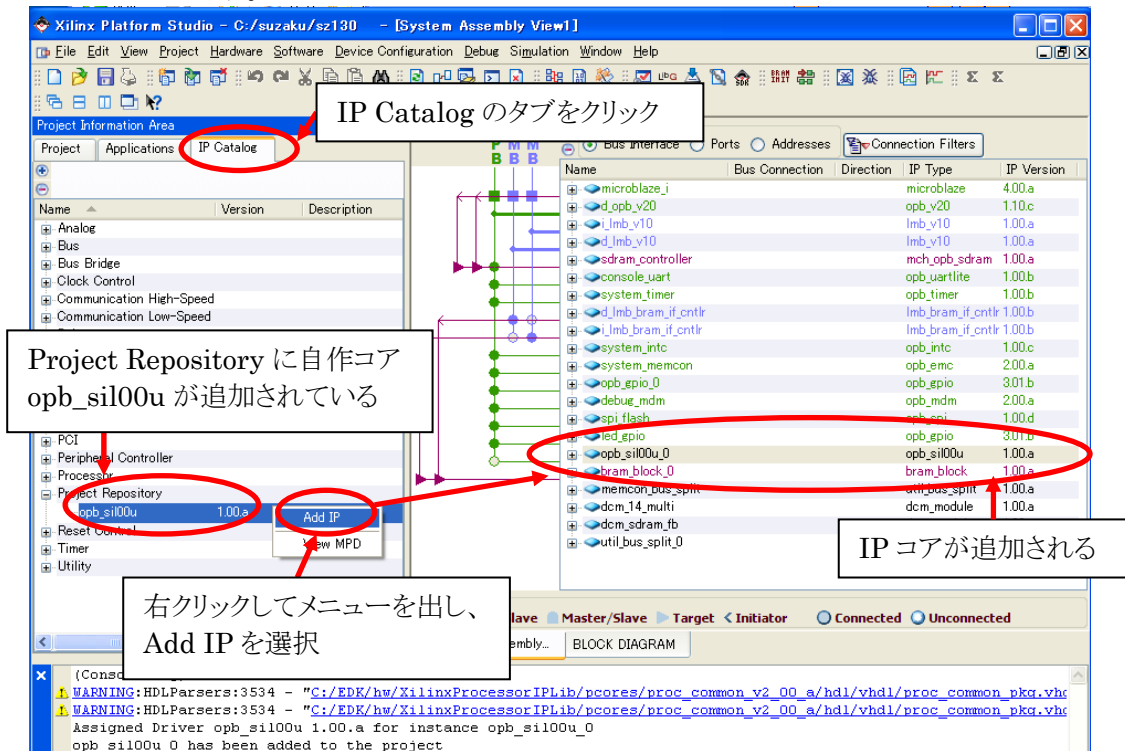 Xilinx Platform Studio - C:/suzaku/sz130 - [System Assembly View1]
File Edit View Project Hardware Software Device Configuration Debug Simulation Window Help
IP Catalog のタブをクリック
Project Information Area
Project Applications IP Catalog
Bus Interface Ports Addresses Connection Filters
P M M
B B B
B B B
Name Version Description
Analog
Bus
Bus Bridge
Clock Control
Communication High-Speed
Communication Low-Speed
Project Repository に自作コア
opb_sil00u が追加されている
PCI
Peripheral Controller
Processor
Project Repository
opb_sil00u 1.00.a
Reset Control
Timer
Utility
Add IP
View MPD
Name Bus Connection Direction IP Type IP Version
microblaze_i microblaze 4.00.a
d_opb_v20 opb_v20 1.10.c
i_lmb_v10 lmb_v10 1.00.a
d_lmb_v10 lmb_v10 1.00.a
sdram_controller mch_opb_sdram 1.00.a
console_uart opb_uartlite 1.00.b
system_timer opb_timer 1.00.b
d_lmb_bram_if_cntlr lmb_bram_if_cntlr 1.00.b
i_lmb_bram_if_cntlr lmb_bram_if_cntlr 1.00.b
system_intc opb_intc 1.00.c
system_memcon opb_emc 2.00.a
opb_gpio_0 opb_gpio 3.01.b
debug_mdm opb_mdm 2.00.a
spi_flash opb_spi 1.00.d
led_gpio opb_gpio 3.01.b
opb_sil00u_0 opb_sil00u 1.00.a
bram_block_0 bram_block 1.00.a
memcon_bus_split util_bus_split 1.00.a
dcm_14_multi dcm_module 1.00.a
dcm_sdram_fb
util_bus_split_0
IP コアが追加される
右クリックしてメニューを出し、
Add IP を選択
lave Master/Slave Target Initiator Connected Unconnected
embly... BLOCK DIAGRAM
WARNING:HDLParsers:3534 - "C:/EDK/hw/XilinxProcessorIPLib/pcores/proc_common_v2_00_a/hdl/vhdl/proc_common_pkg.vhd
WARNING:HDLParsers:3534 - "C:/EDK/hw/XilinxProcessorIPLib/pcores/proc_common_v2_00_a/hdl/vhdl/proc_common_pkg.vhd
Assigned Driver opb_sil00u 1.00.a for instance opb_sil00u_0
opb_sil00u_0 has been added to the project